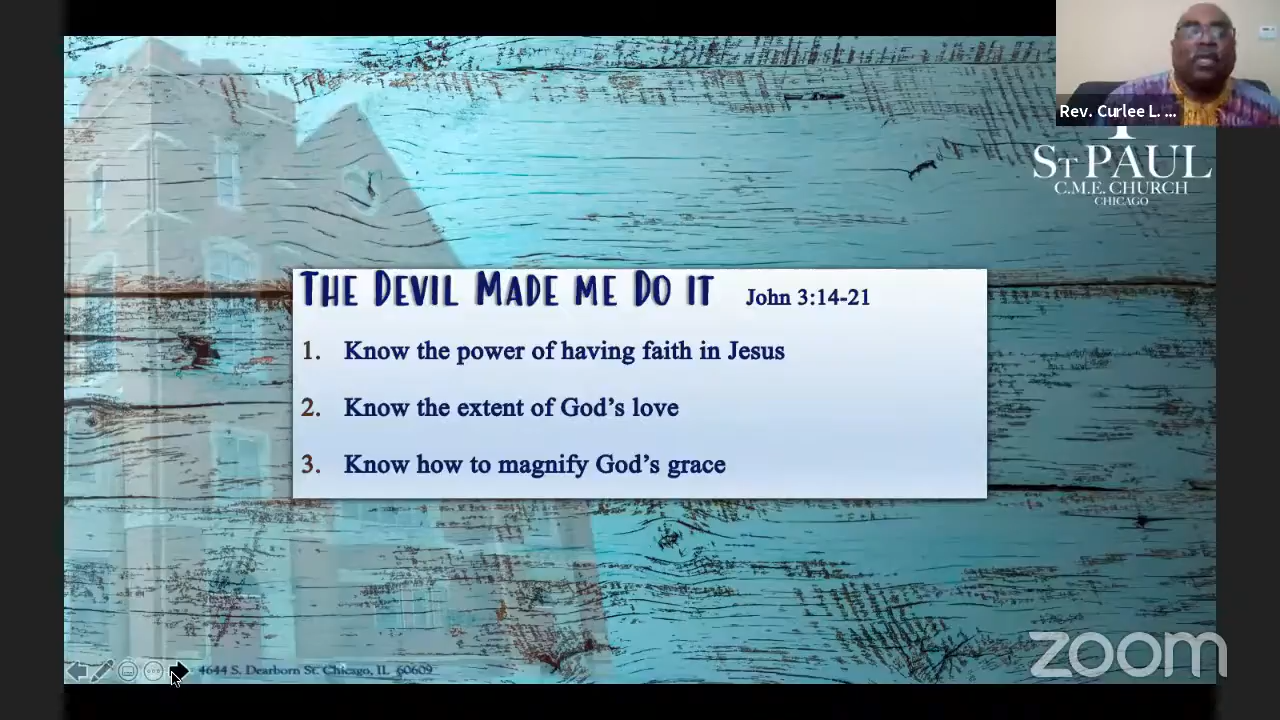 Rev. Curlee L. ...
ST PAUL
C.M.E. CHURCH
CHICAGO
THE DEVIL MADE ME DO IT John 3:14-21
1. Know the power of having faith in Jesus
2. Know the extent of God's love
3. Know how to magnify God's grace
4644 S. Dearborn St. Chicago, IL 60609
zoom